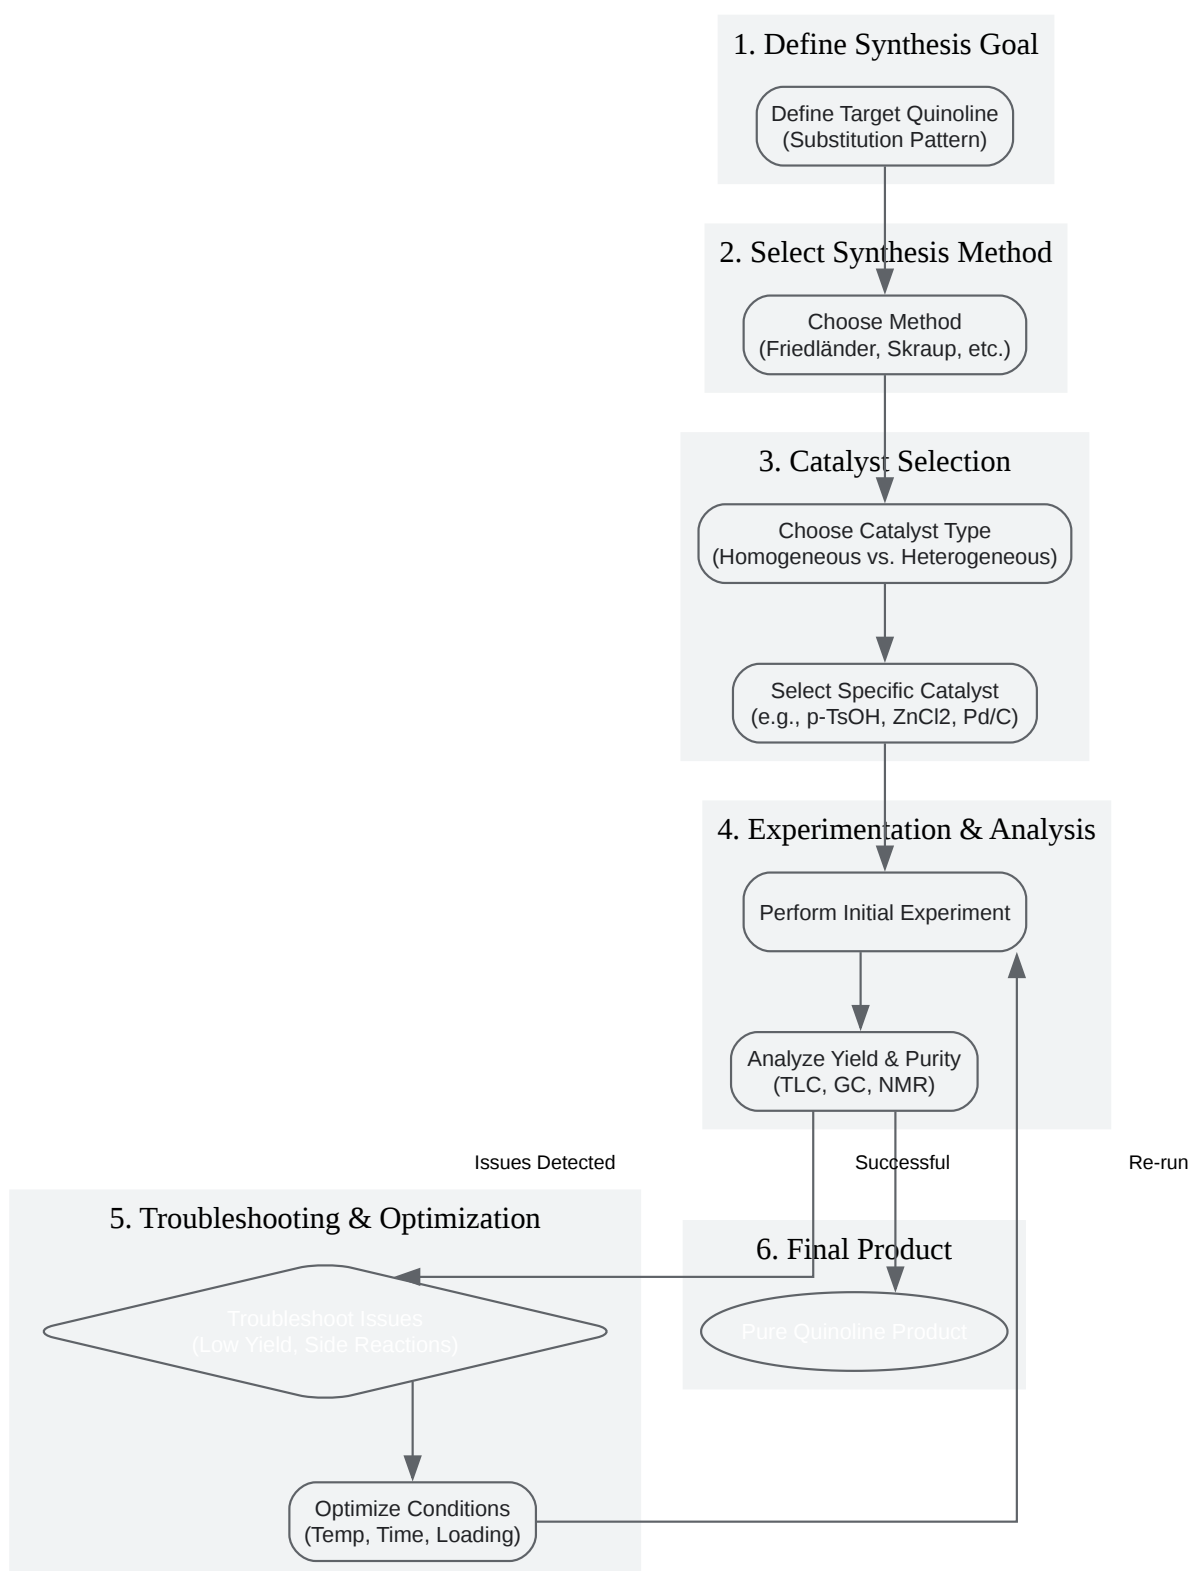 1. Define Synthesis Goal
Define Target Quinoline
(Substitution Pattern)
2. Select Synthesis Method
Choose Method
(Friedländer, Skraup, etc.)
3. Catalyst Selection
Choose Catalyst Type
(Homogeneous vs. Heterogeneous)
Select Specific Catalyst
(e.g., p-TsOH, ZnCl2, Pd/C)
4. Experimentation & Analysis
Perform Initial Experiment
Analyze Yield & Purity
(TLC, GC, NMR)
Issues Detected
Successful
Re-run
5. Troubleshooting & Optimization
Troubleshoot Issues
(Low Yield, Side Reactions)
Optimize Conditions
(Temp, Time, Loading)
6. Final Product
Pure Quinoline Product